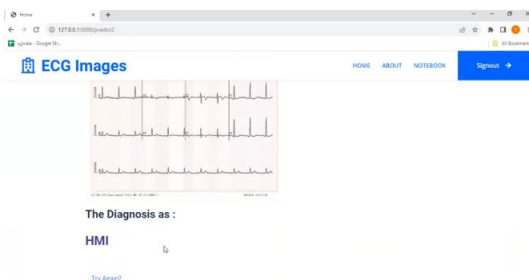 Home
127.0.0.1:5000/predict2
All Bookmarks
ECG Images
HOME ABOUT NOTEBOOK Signout →
The Diagnosis as :
HMI
Try Again?